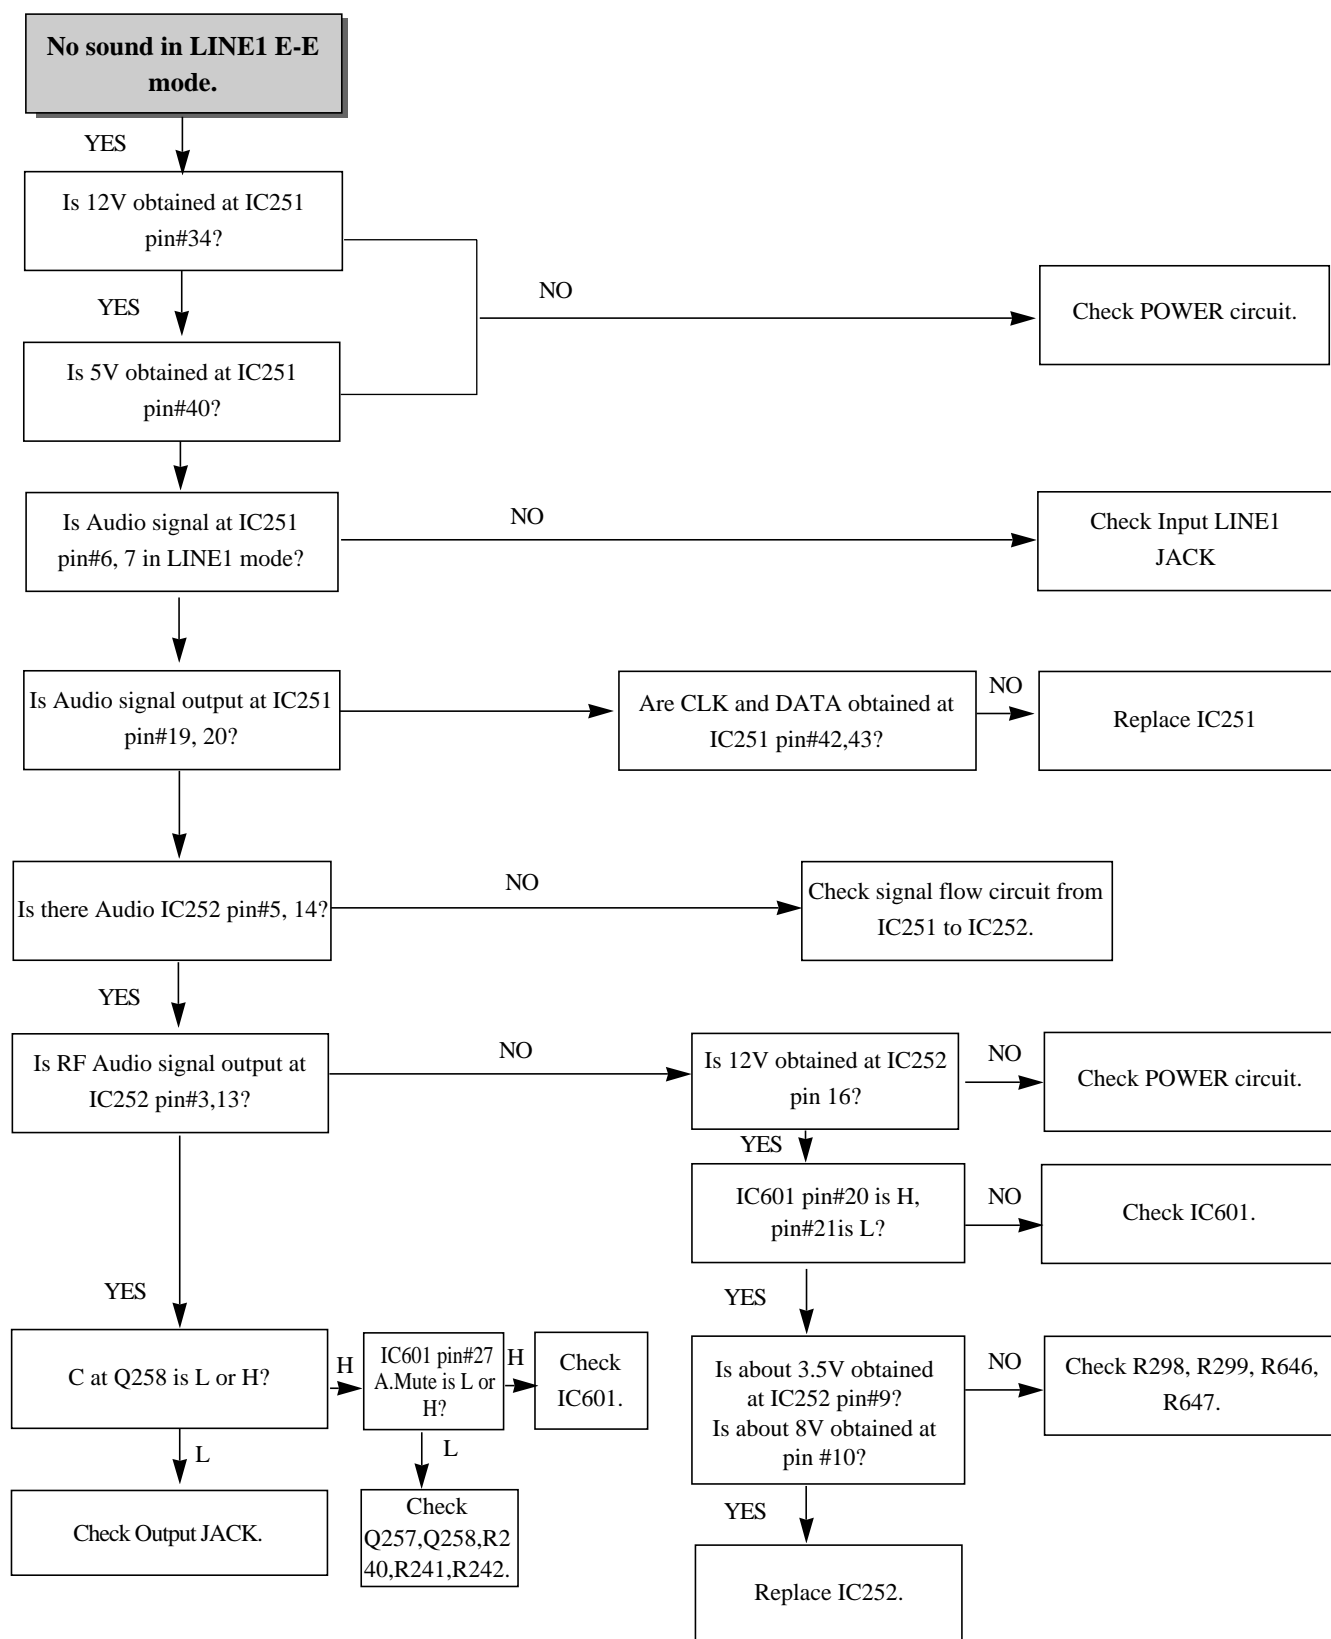 No sound in LINE1 E-E
mode.
YES
Is 12V obtained at IC251
pin#34?
YES
NO
Check POWER circuit.
Is 5V obtained at IC251
pin#40?
Is Audio signal at IC251
pin#6, 7 in LINE1 mode?
NO
Check Input LINE1
JACK
Is Audio signal output at IC251
pin#19, 20?
Are CLK and DATA obtained at
IC251 pin#42,43?
NO
Replace IC251
Is there Audio IC252 pin#5, 14?
NO
Check signal flow circuit from
IC251 to IC252.
YES
Is RF Audio signal output at
IC252 pin#3,13?
NO
Is 12V obtained at IC252
pin 16?
NO
Check POWER circuit.
YES
IC601 pin#20 is H,
pin#21is L?
NO
Check IC601.
YES
YES
C at Q258 is L or H?
H
IC601 pin#27
A.Mute is L or
H?
H
Check
IC601.
Is about 3.5V obtained
at IC252 pin#9?
Is about 8V obtained at
pin #10?
NO
Check R298, R299, R646,
R647.
L
L
Check Output JACK.
Check
Q257,Q258,R2
40,R241,R242.
YES
Replace IC252.